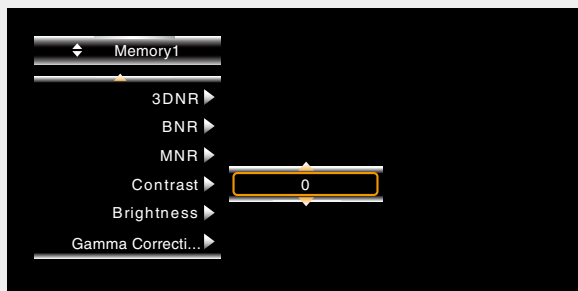 Memory1
3DNR
BNR
MNR
Contrast
0
Brightness
Gamma Correcti...